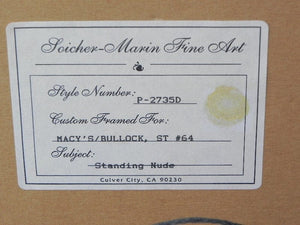 Soicher-Marin Fine Art
Style Number: P-2735D
Custom Framed For:
MACY'S/BULLOCK, ST #64
Subject:
Standing Nude
Culver City, CA 90230